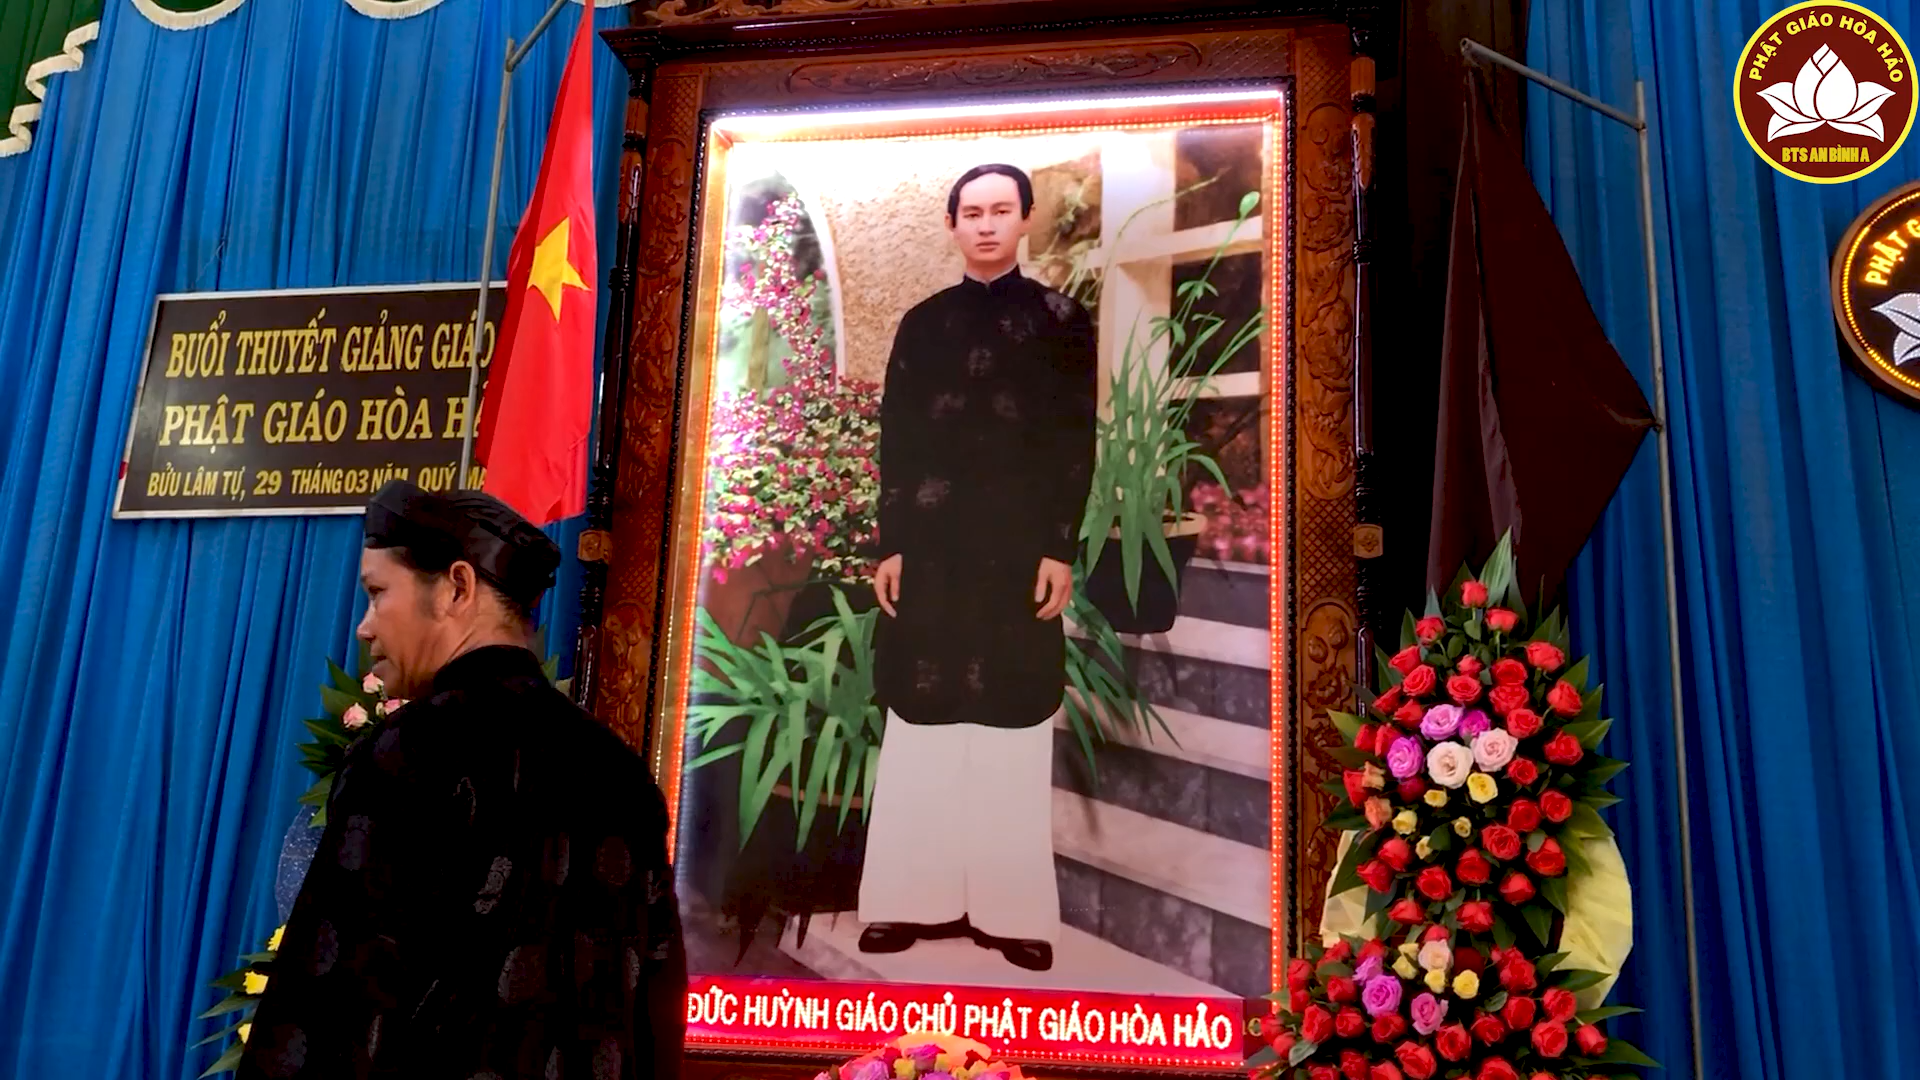 BUỔI THUYẾT GIẢNG GIÁO
PHẬT GIÁO HÒA
BỬU LÂM TỰ, 29 THÁNG 03 NĂM QUÝ
ĐỨC HUỲNH GIÁO CHỦ PHẬT GIÁO HÒA HẢO
PHẬT GIÁO HÒA HẢO
BTS AN BÌNH A
PHẬT